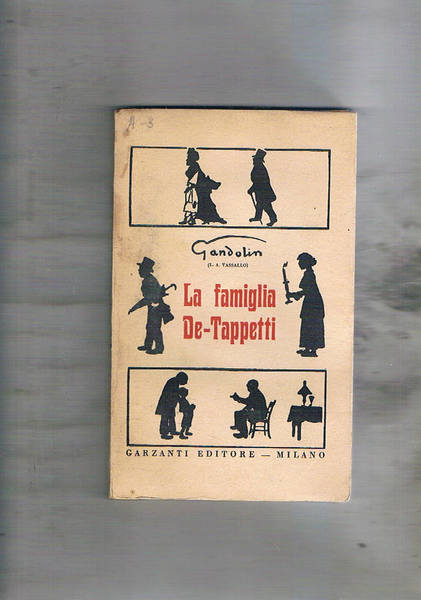 A-3
Gandolin
(L. A. VASSALLO)
La famiglia
De-Tappetti
GARZANTI EDITORE — MILANO